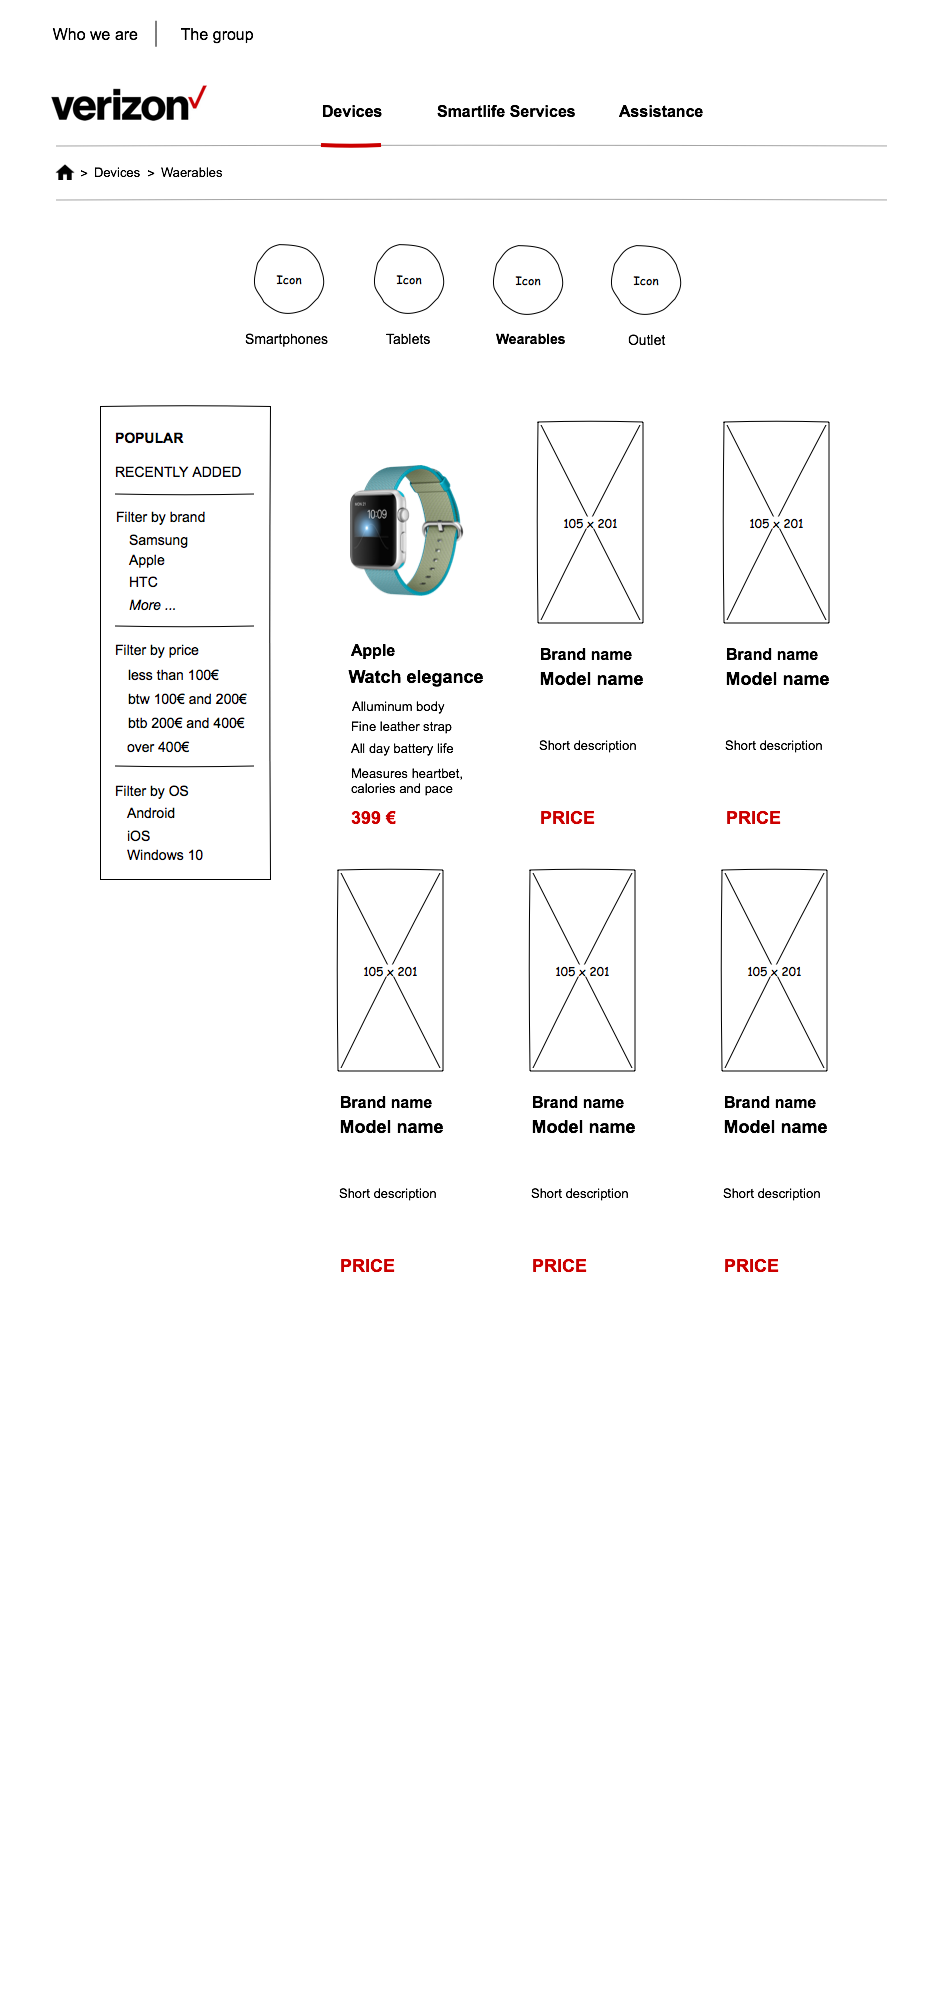 Who we are
The group
verizon
Devices
Smartlife Services
Assistance
> Devices > Waerables
Icon
Icon
Icon
Icon
Smartphones
Tablets
Wearables
Outlet
POPULAR
RECENTLY ADDED
Filter by brand
Samsung
Apple
HTC
More ...
Filter by price
less than 100€
btw 100€ and 200€
btb 200€ and 400€
over 400€
Filter by OS
Android
iOS
Windows 10
10:09
Apple
Watch elegance
Alluminum body
Fine leather strap
All day battery life
Measures heartbet,
calories and pace
399 €
105 x 201
Brand name
Model name
Short description
PRICE
105 x 201
Brand name
Model name
Short description
PRICE
105 x 201
Brand name
Model name
Short description
PRICE
105 x 201
Brand name
Model name
Short description
PRICE
105 x 201
Brand name
Model name
Short description
PRICE